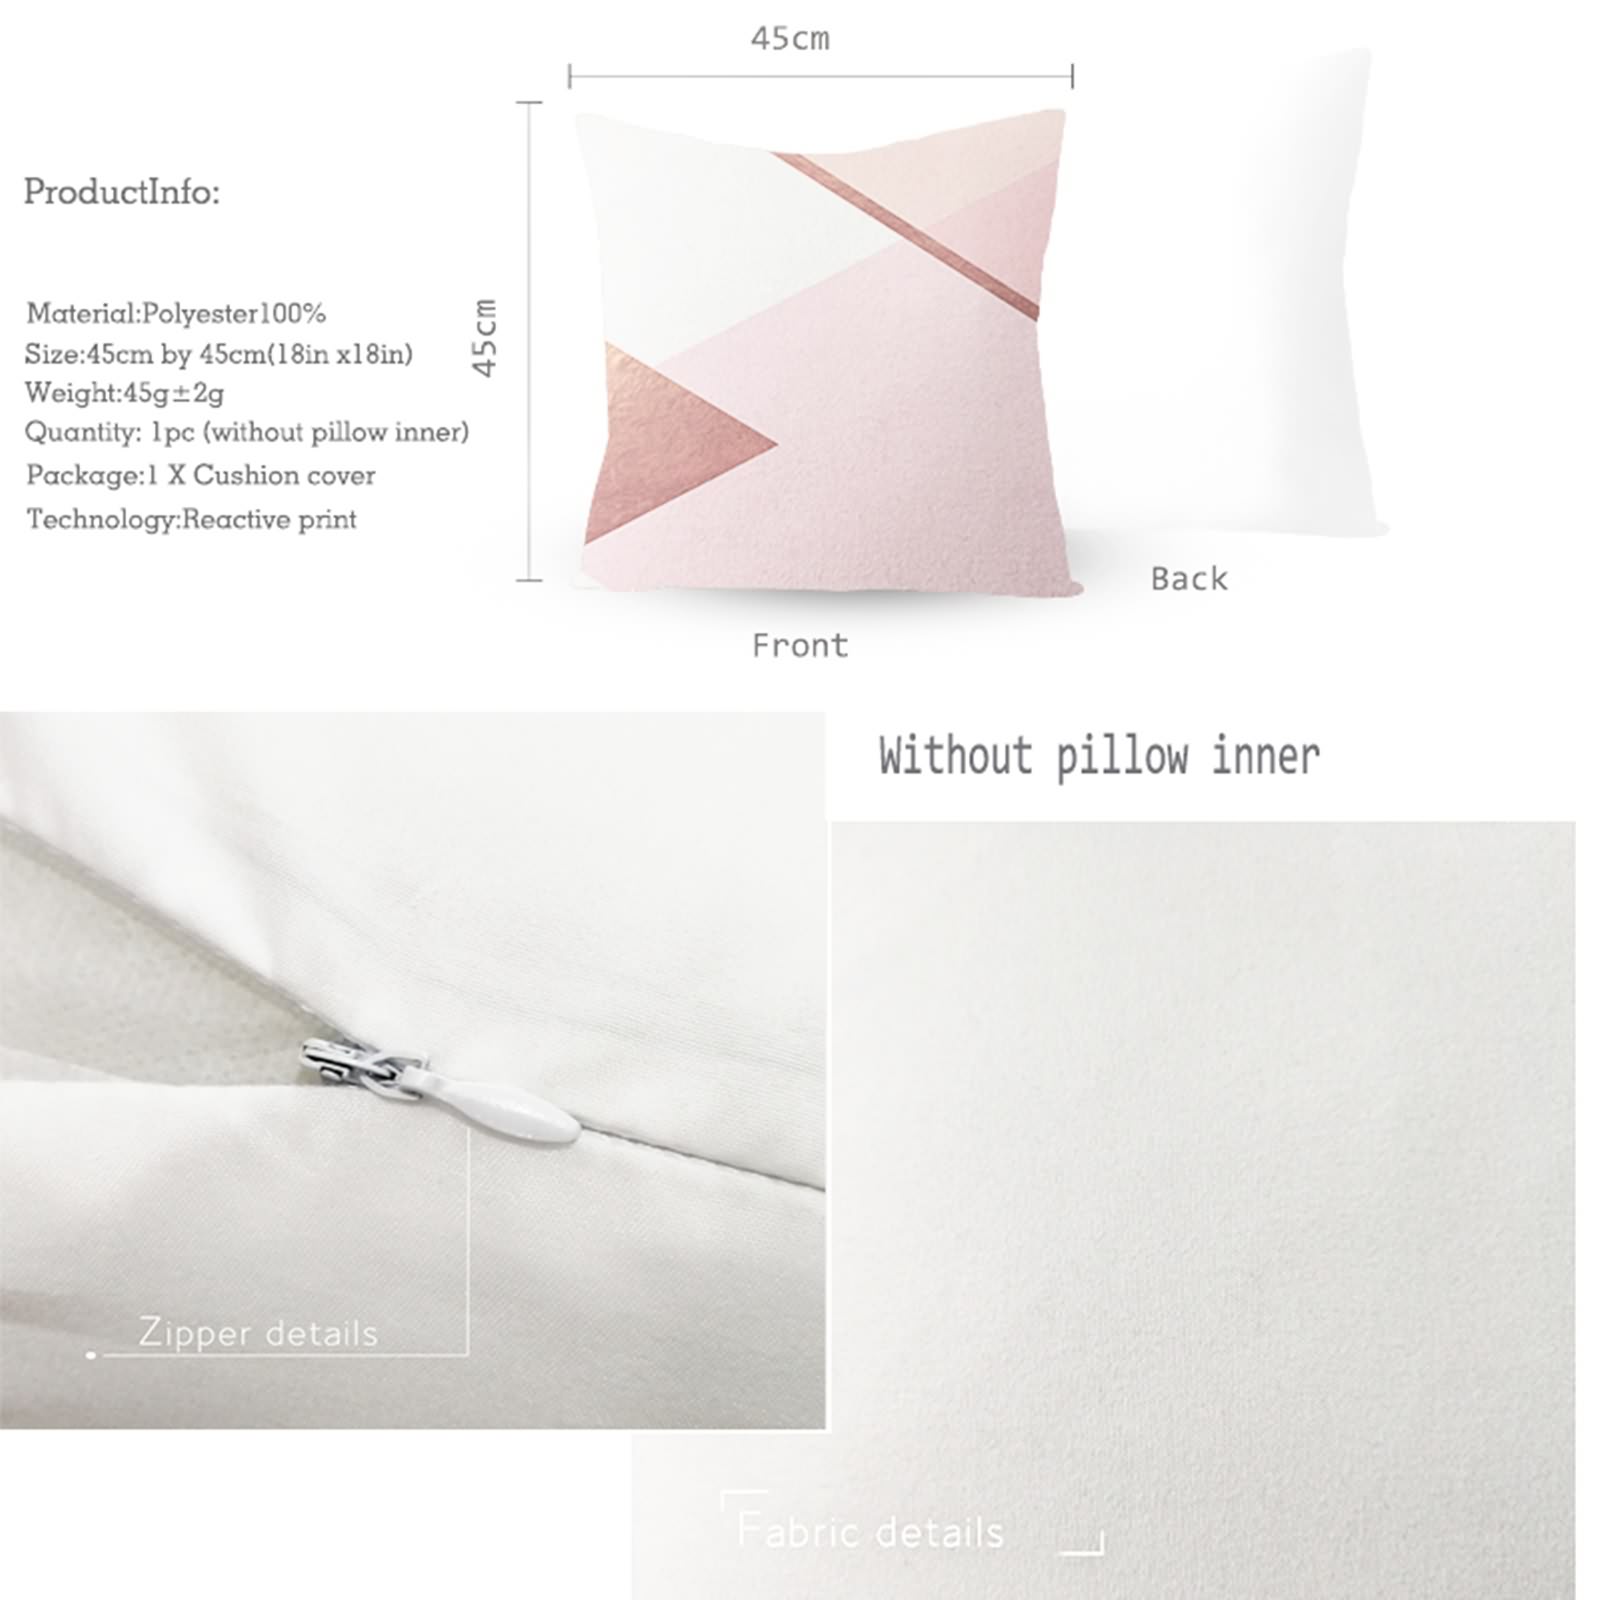 45cm
45cm
ProductInfo:
Material:Polyester100%
Size:45cm by 45cm(18in x18in)
Weight:45g±2g
Quantity: 1pc (without pillow inner)
Package:1 X Cushion cover
Technology:Reactive print
Back
Front
Without pillow inner
Zipper details
Fabric details